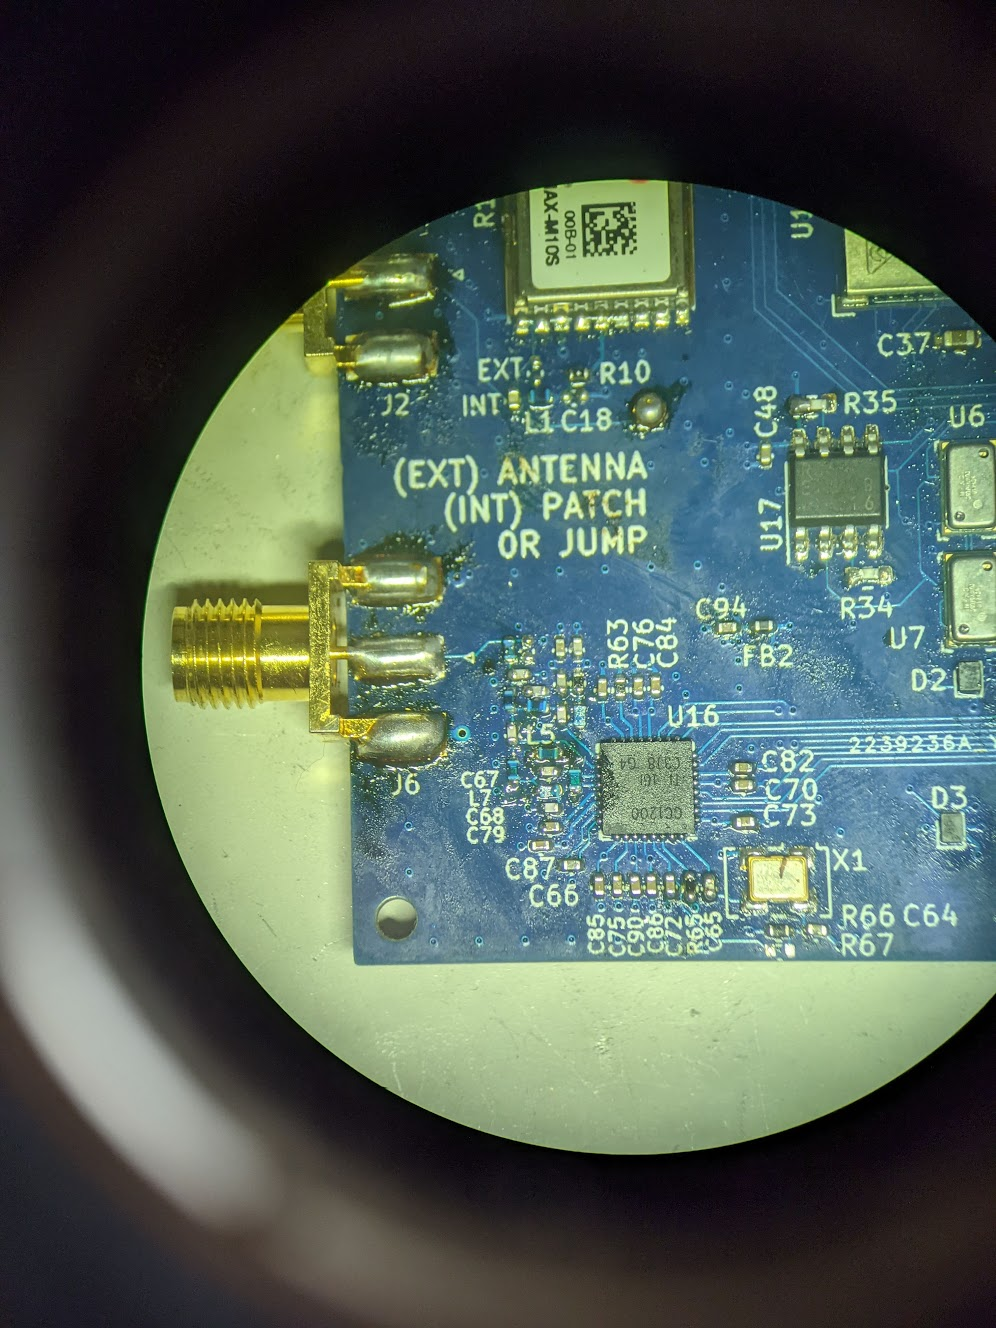 MAX-M10S
00B-01
C37
EXT
R10
INT
J2
L1 C18
C48
R35
U6
(EXT) ANTENNA
(INT) PATCH
OR JUMP
U17
R34
C94
U7
FB2
R63
C76
C84
D2
U16
L5
2239236A
J6
C67
L7
C68
C79
CC1200
C82
C70
C73
D3
C87
C66
X1
C85
C75
C90
C86
C72
R65
C65
R66 C64
R67